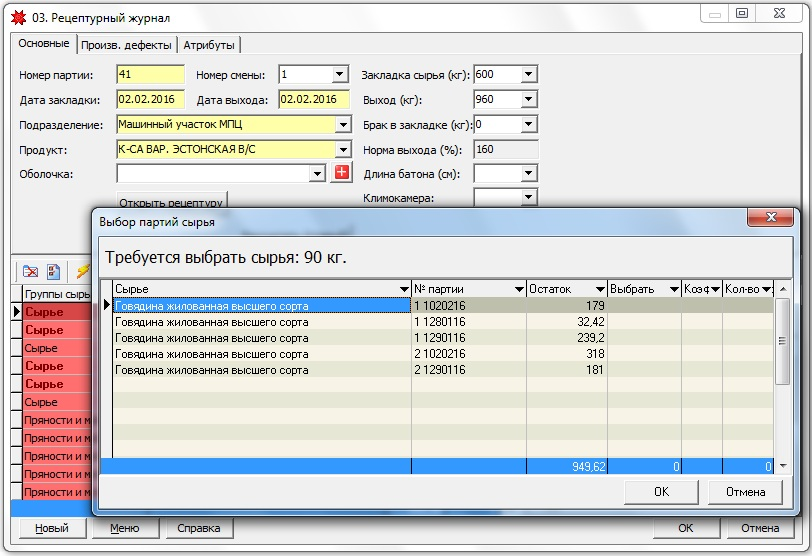 03. Рецептурный журнал
Основные Произв. дефекты Атрибуты
Номер партии: 41 Номер смены: 1 Закладка сырья (кг): 600
Дата закладки: 02.02.2016 Дата выхода: 02.02.2016 Выход (кг): 960
Подразделение: Машинный участок МПЦ Брак в закладке (кг): 0
Продукт: К-СА ВАР. ЭСТОНСКАЯ В/С Норма выхода (%): 160
Оболочка: Длина батона (см):
Открыть рецептуру Климокамера:
Выбор партий сырья
Требуется выбрать сырья: 90 кг.
Сырье № партии Остаток Выбрать Коэф Кол-во
Говядина жилованная высшего сорта 1 1020216 179
Говядина жилованная высшего сорта 1 1280116 32,42
Говядина жилованная высшего сорта 1 1290116 239,2
Говядина жилованная высшего сорта 2 1020216 318
Говядина жилованная высшего сорта 2 1290116 181
949,62 0 0
OK Отмена
Группы сырь
Сырье
Сырье
Сырье
Сырье
Сырье
Сырье
Пряности и м
Пряности и м
Пряности и м
Пряности и м
Пряности и м
Новый Меню Справка OK Отмена